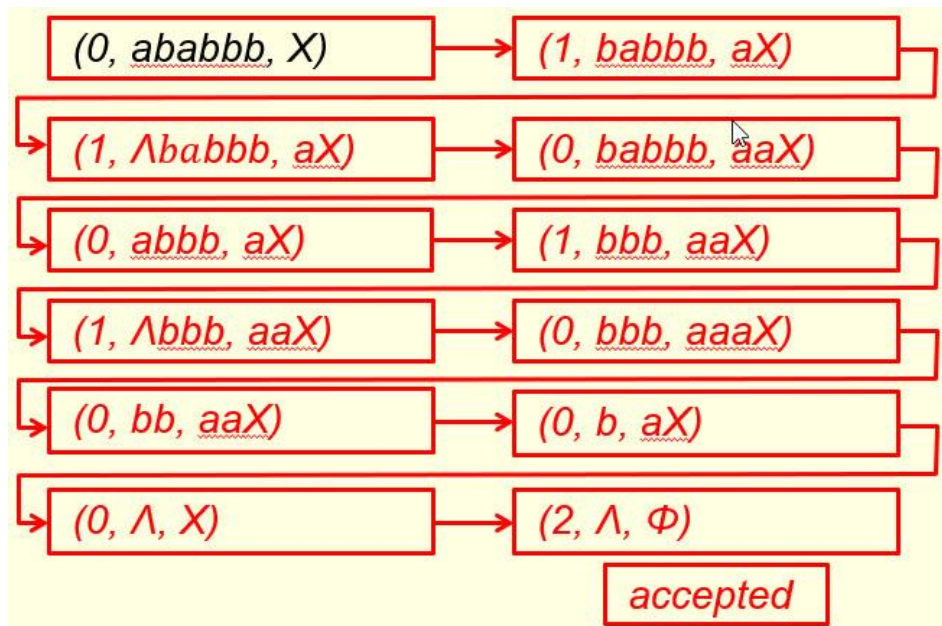 (0, ababbb, X)
(1, babbb, aX)
(1, Λbabbb, aX)
(0, babbb, aaX)
(0, abbb, aX)
(1, bbb, aaX)
(1, Λbbb, aaX)
(0, bbb, aaaX)
(0, bb, aaX)
(0, b, aX)
(0, Λ, X)
(2, Λ, Φ)
accepted